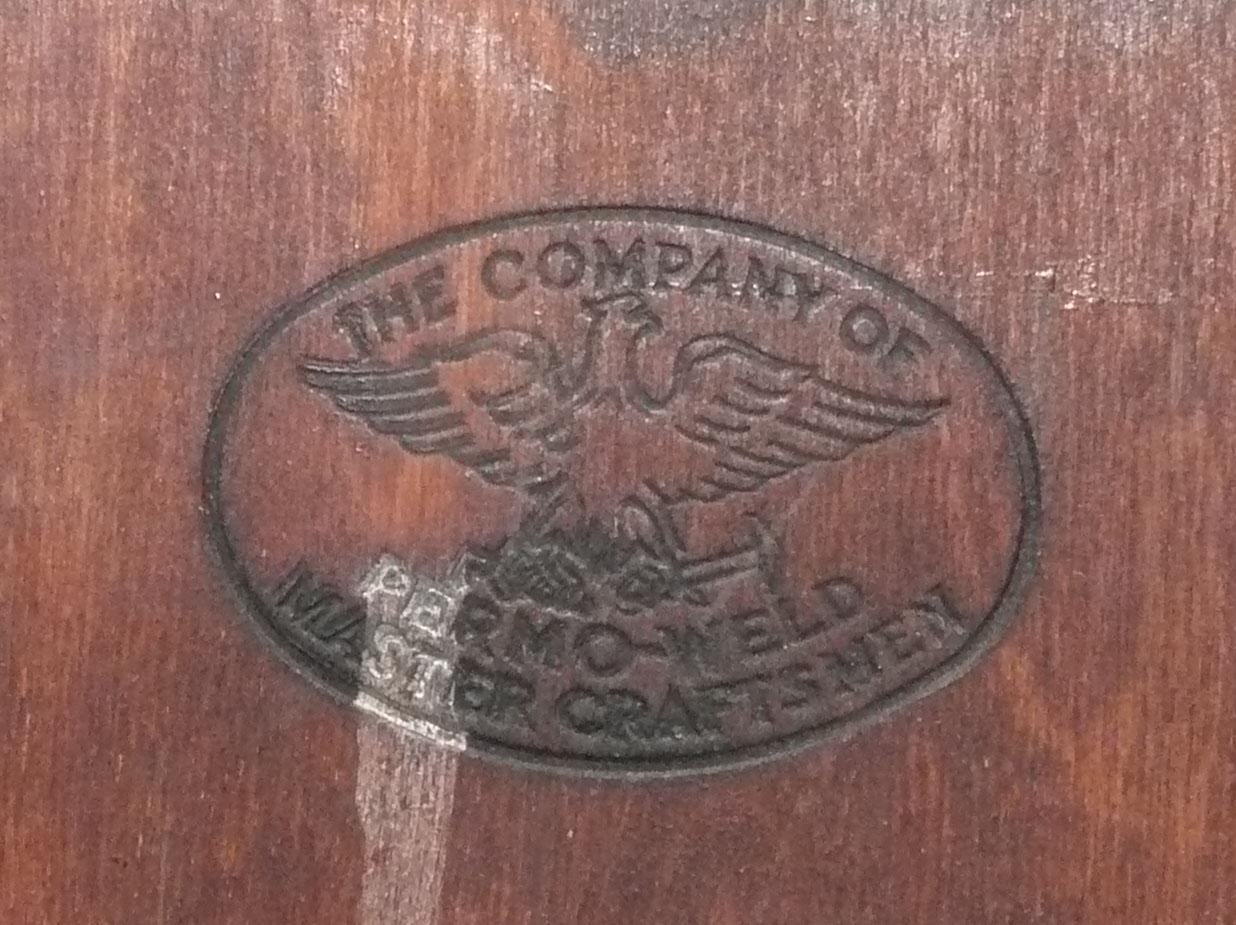 THE COMPANY OF
PERMO-WELD
MASTER CRAFTSMEN